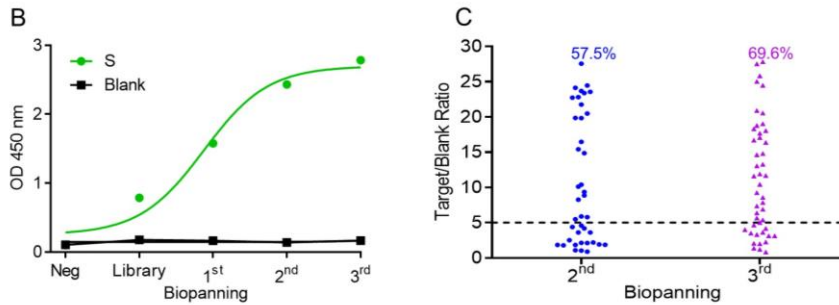 B
3
S
Blank
2
OD 450 nm
1
0
Neg Library 1st 2nd 3rd
Biopanning
C
30
57.5% 69.6%
25
20
Target/Blank Ratio
15
10
5
0
2nd 3rd
Biopanning